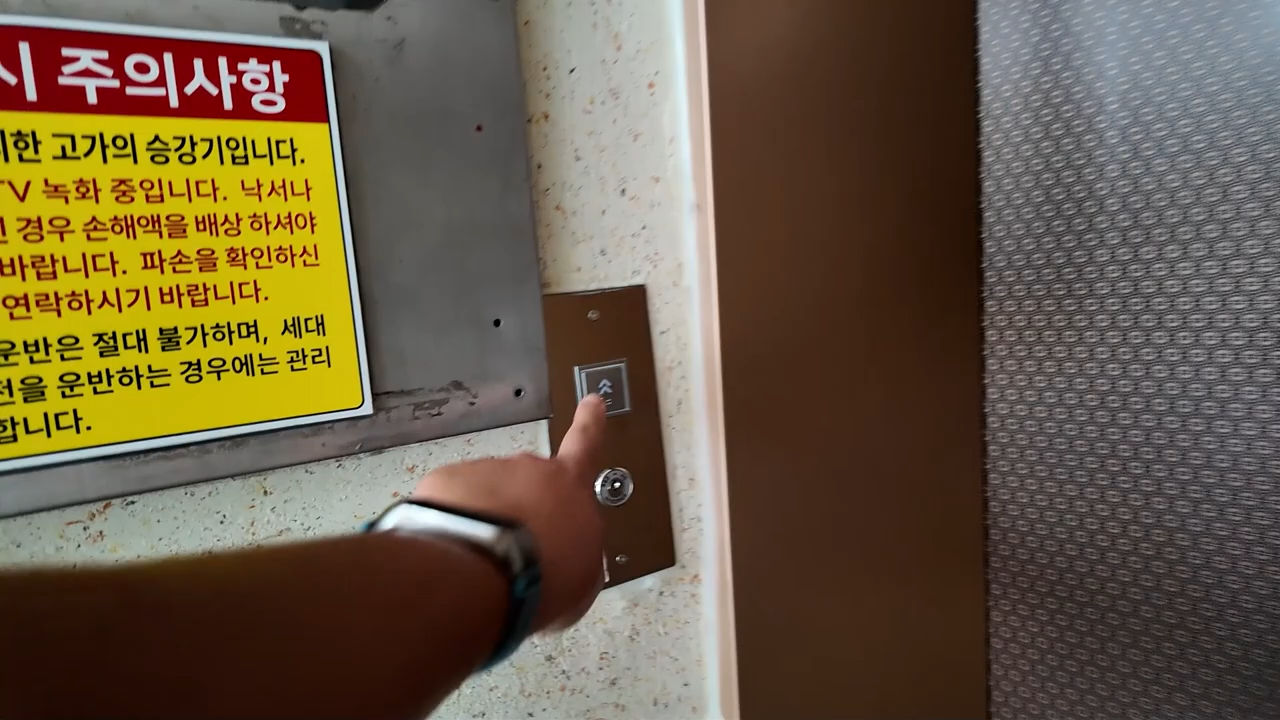 시 주의사항
한 고가의 승강기입니다.
TV 녹화 중입니다. 낙서나
경우 손해액을 배상 하셔야
바랍니다. 파손을 확인하신
연락하시기 바랍니다.
운반은 절대 불가하며, 세대
을 운반하는 경우에는 관리
합니다.